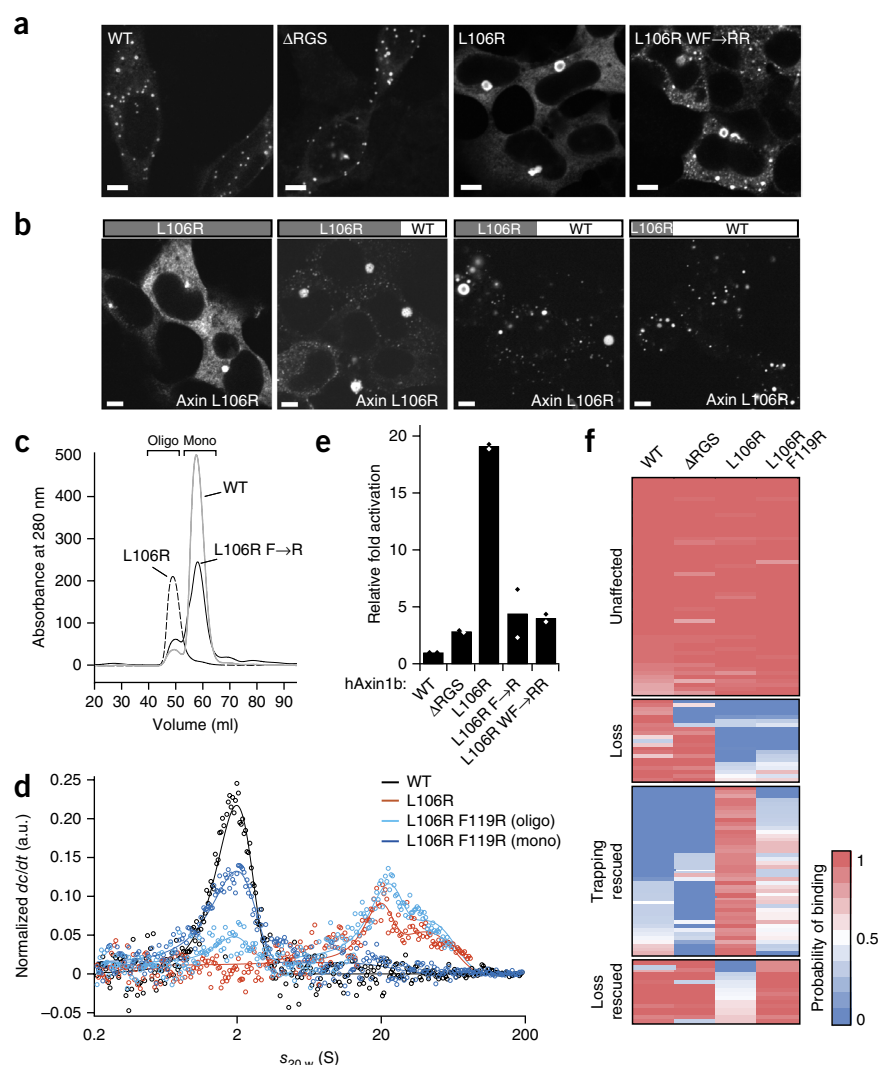 a
WT
ΔRGS
L106R
L106R WF→RR
b
L106R
L106R WT
L106R WT
L106R WT
Axin L106R
Axin L106R
Axin L106R
Axin L106R
c
Oligo Mono
500
400
300
200
100
0
WT
L106R
L106R F→R
Absorbance at 280 nm
20 30 40 50 60 70 80 90
Volume (ml)
e
20
15
10
5
0
Relative fold activation
hAxin1b:
WT
ΔRGS
L106R
L106R F→R
L106R WF→RR
f
WT
ΔRGS
L106R
L106R
F119R
Unaffected
Loss
Trapping
rescued
Loss
rescued
1
0.5
0
Probability of binding
d
0.25
0.20
0.15
0.10
0.05
0
−0.05
Normalized dc/dt (a.u.)
WT
L106R
L106R F119R (oligo)
L106R F119R (mono)
0.2 2 20 200
s20,w (S)